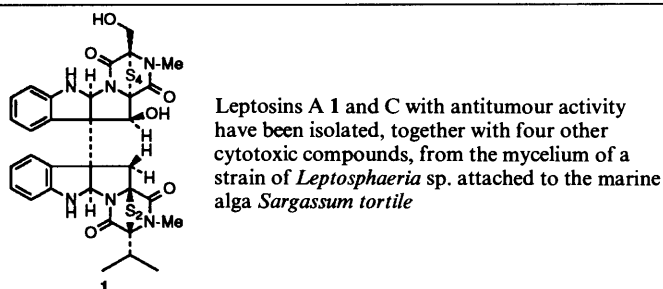 HO
H
N
H
O
N-Me
S4
N
O
OH
H
H
H
N
H
O
N
S2
N-Me
O
1
Leptosins A 1 and C with antitumour activity
have been isolated, together with four other
cytotoxic compounds, from the mycelium of a
strain of Leptosphaeria sp. attached to the marine
alga Sargassum tortile